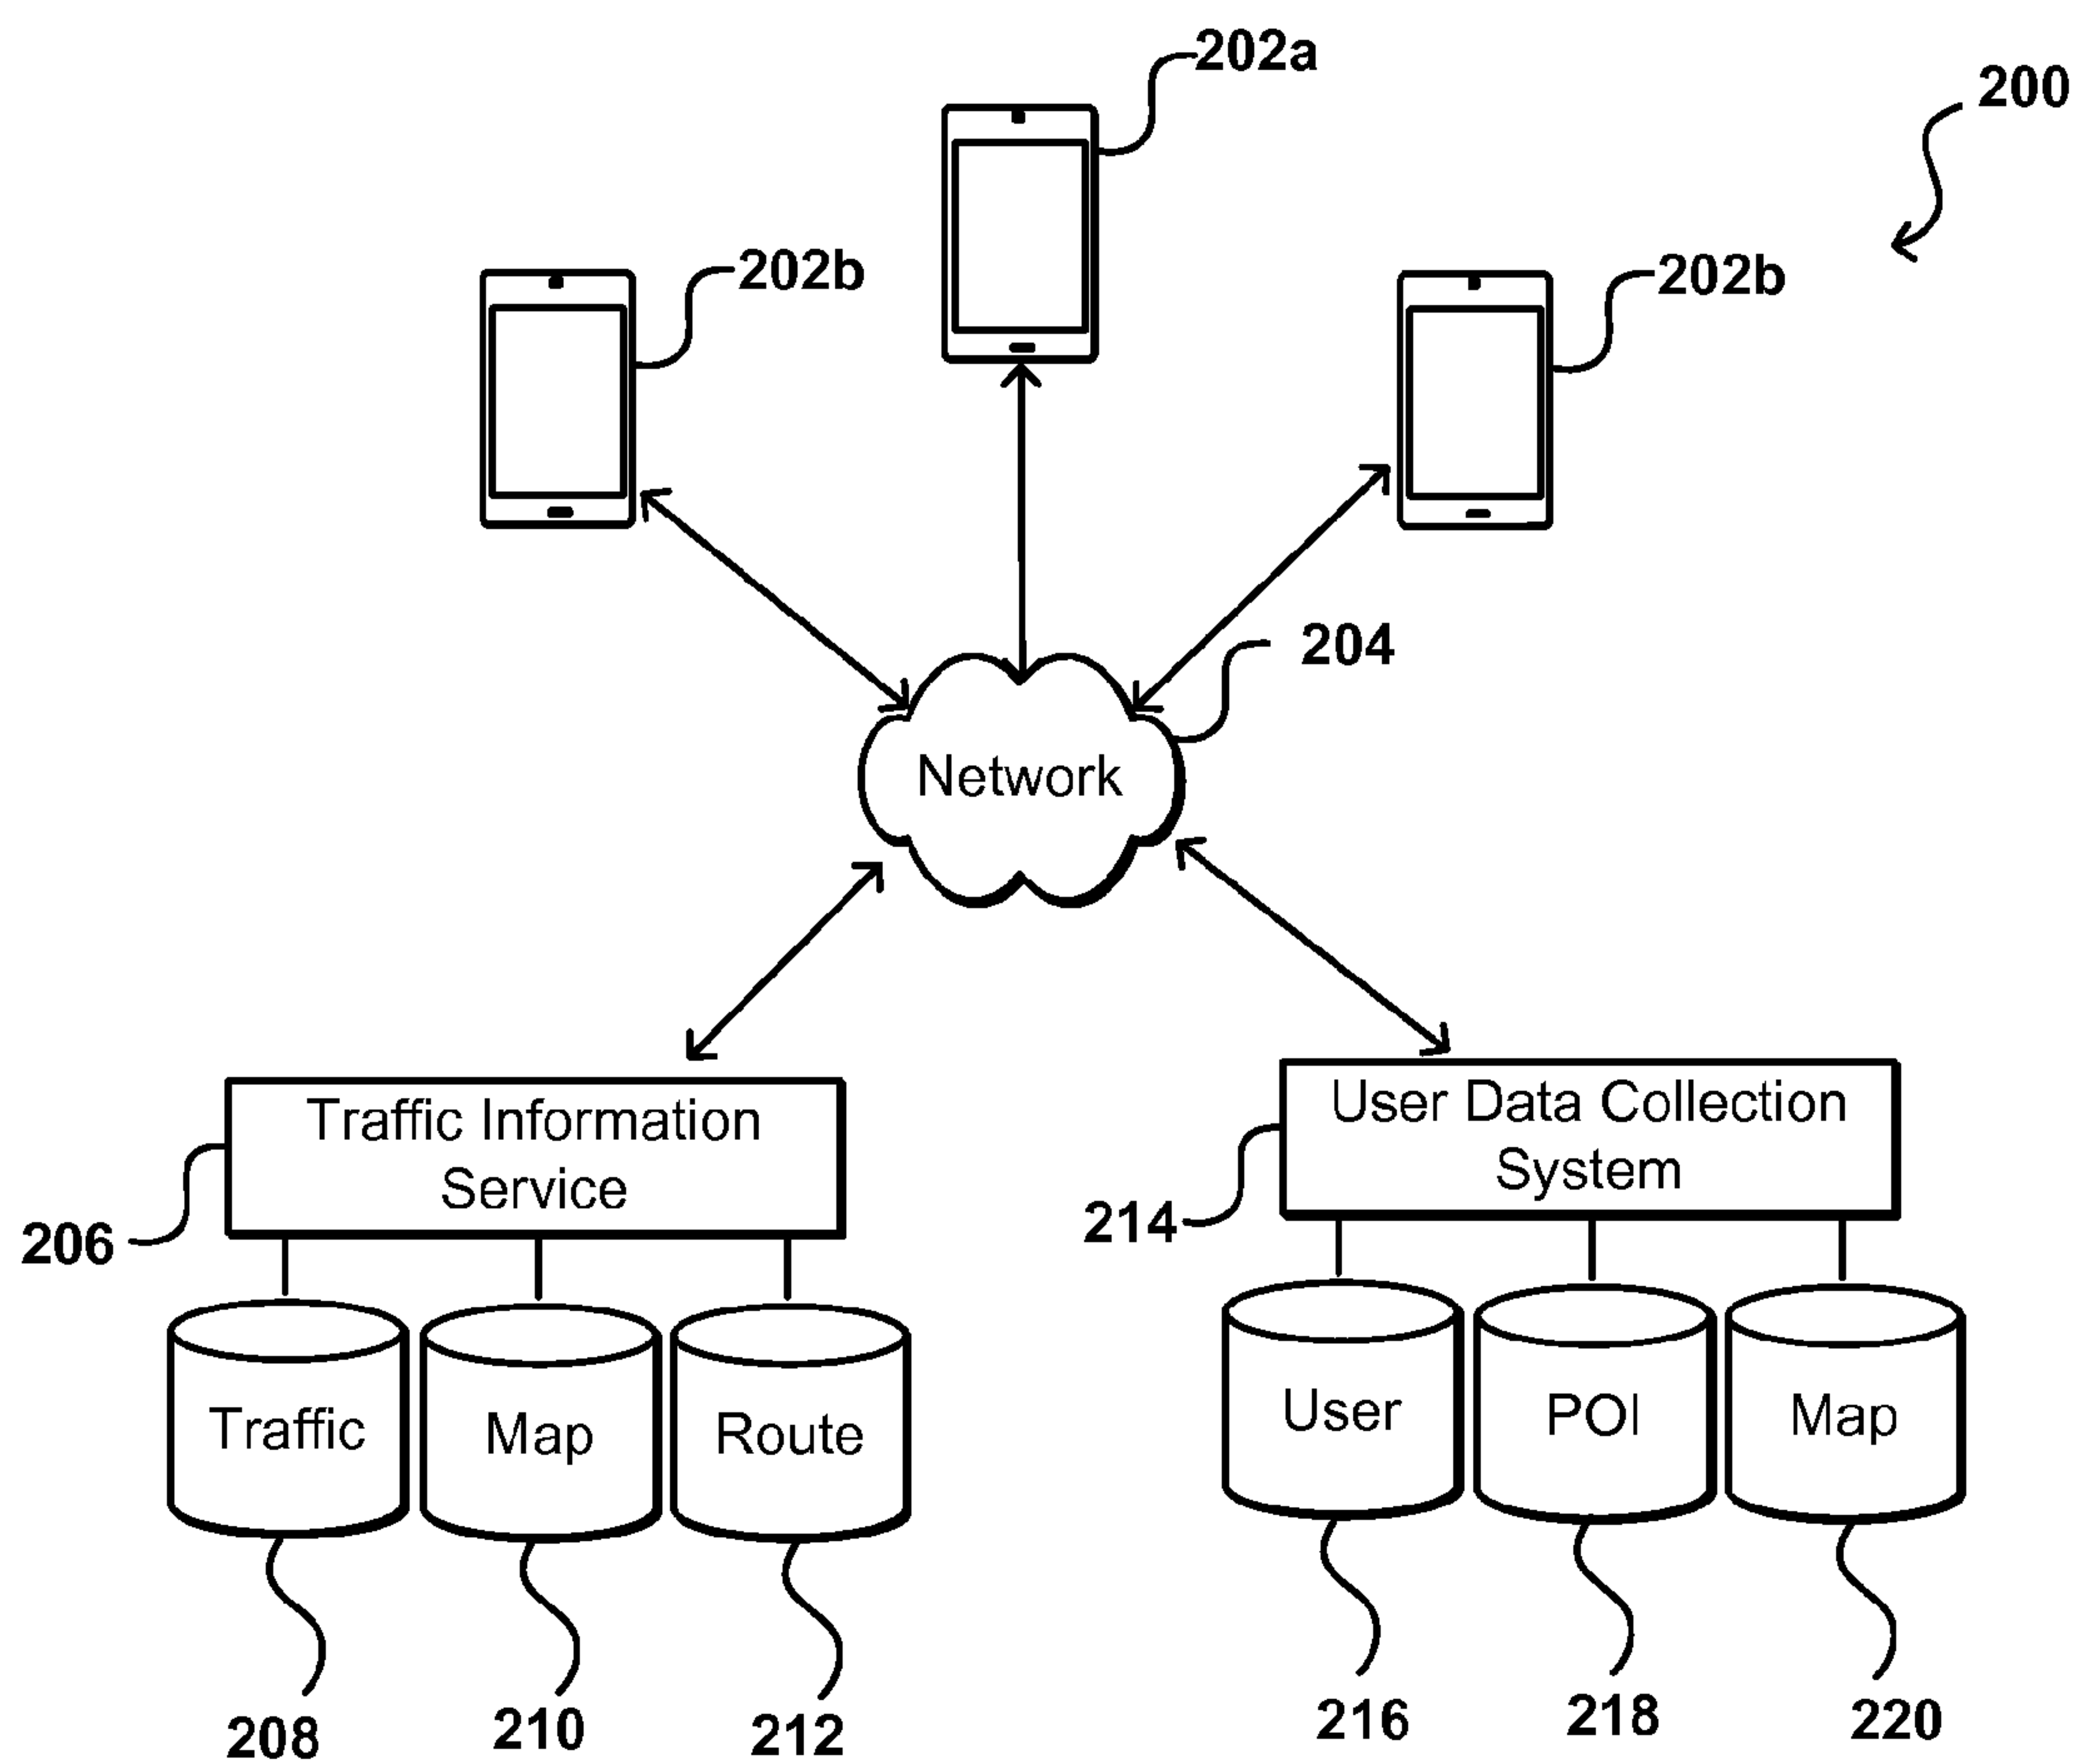 202a
200
202b
202b
204
Network
Traffic Information
Service
206
User Data Collection
System
214
Traffic
Map
Route
User
POI
Map
208
210
212
216
218
220